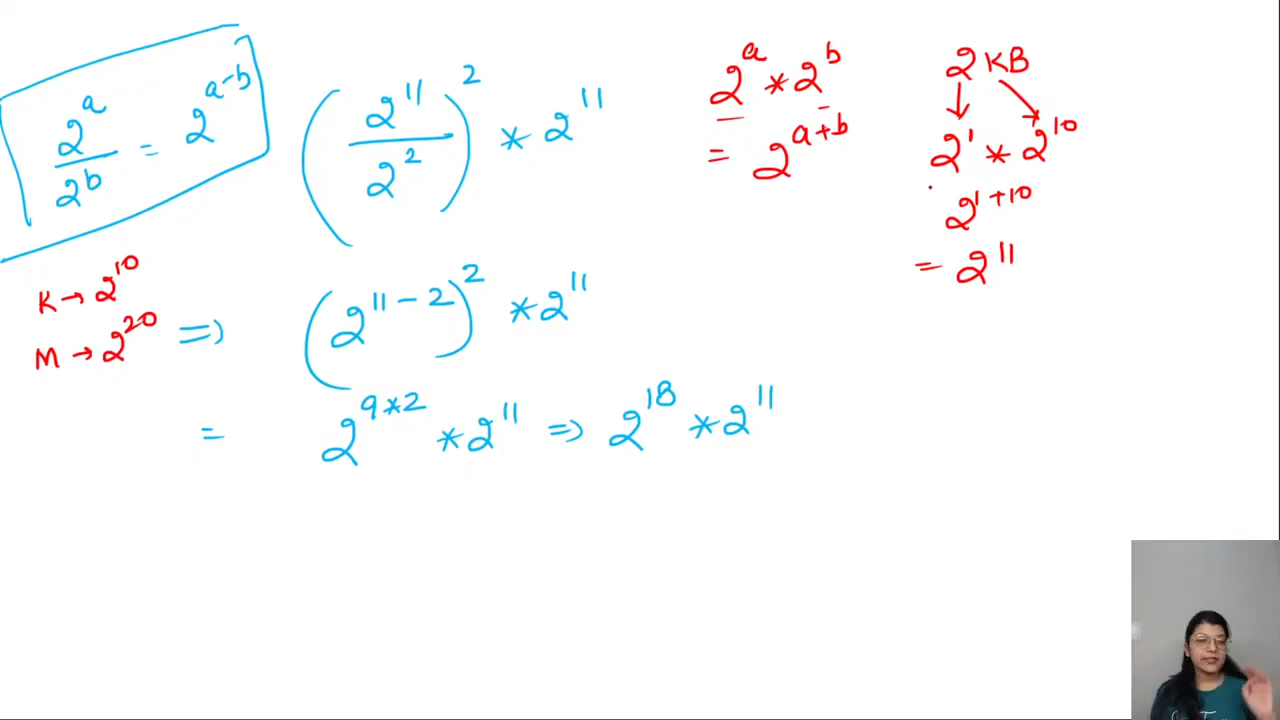 2^a / 2^b = 2^(a-b)
(2^11 / 2^2)^2 * 2^11
K → 2^10
M → 2^20
⇒ (2^(11-2))^2 * 2^11
= 2^(9*2) * 2^11 ⇒ 2^18 * 2^11
2^a * 2^b
= 2^(a+b)
2 KB
2^1 * 2^10
2^(1+10)
= 2^11